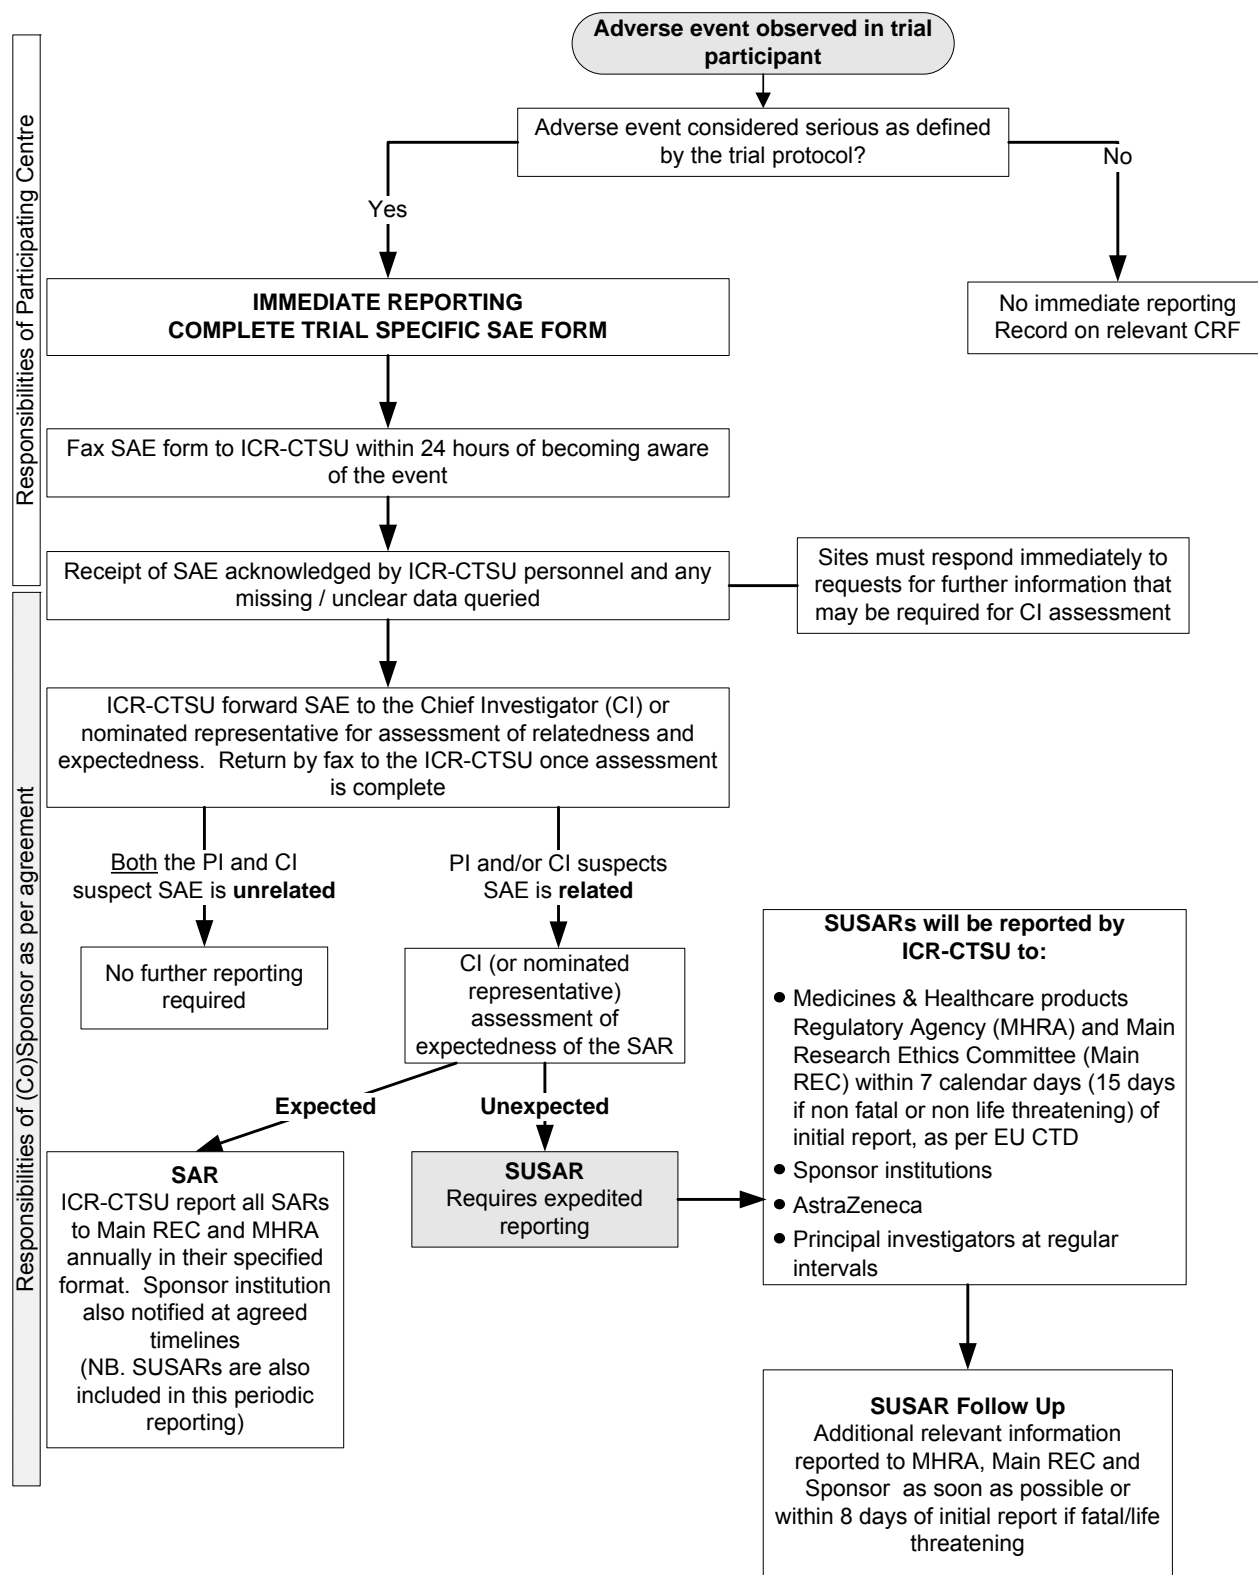 Adverse event observed in trial
participant
Adverse event considered serious as defined
by the trial protocol?
Yes
No
IMMEDIATE REPORTING
COMPLETE TRIAL SPECIFIC SAE FORM
No immediate reporting
Record on relevant CRF
Fax SAE form to ICR-CTSU within 24 hours of becoming aware
of the event
Responsibilities of Participating Centre
Receipt of SAE acknowledged by ICR-CTSU personnel and any
missing / unclear data queried
Sites must respond immediately to
requests for further information that
may be required for CI assessment
ICR-CTSU forward SAE to the Chief Investigator (CI) or
nominated representative for assessment of relatedness and
expectedness.  Return by fax to the ICR-CTSU once assessment
is complete
Both the PI and CI
suspect SAE is unrelated
PI and/or CI suspects
SAE is related
No further reporting
required
CI (or nominated
representative)
assessment of
expectedness of the SAR
Expected
Unexpected
SAR
ICR-CTSU report all SARs
to Main REC and MHRA
annually in their specified
format.  Sponsor institution
also notified at agreed
timelines
(NB. SUSARs are also
included in this periodic
reporting)
SUSAR
Requires expedited
reporting
SUSARs will be reported by
ICR-CTSU to:
• Medicines & Healthcare products
Regulatory Agency (MHRA) and Main
Research Ethics Committee (Main
REC) within 7 calendar days (15 days
if non fatal or non life threatening) of
initial report, as per EU CTD
• Sponsor institutions
• AstraZeneca
• Principal investigators at regular
intervals
SUSAR Follow Up
Additional relevant information
reported to MHRA, Main REC and
Sponsor  as soon as possible or
within 8 days of initial report if fatal/life
threatening
Responsibilities of (Co)Sponsor as per agreement